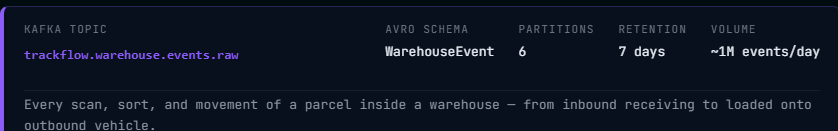 KAFKA TOPIC AVRO SCHEMA PARTITIONS RETENTION VOLUME
trackflow.warehouse.events.raw WarehouseEvent 6 7 days ~1M events/day
Every scan, sort, and movement of a parcel inside a warehouse — from inbound receiving to loaded onto
outbound vehicle.